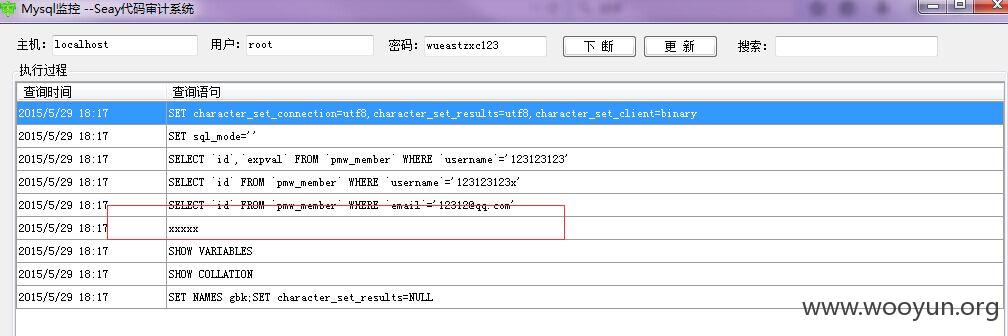 Mysql监控 --Seay代码审计系统
主机: localhost 用户: root 密码: wueastzxc123 下 断 更 新 搜索:
执行过程
查询时间 查询语句
2015/5/29 18:17 SET character_set_connection=utf8,character_set_results=utf8,character_set_client=binary
2015/5/29 18:17 SET sql_mode=''
2015/5/29 18:17 SELECT `id`,`expval` FROM `pmw_member` WHERE `username`='123123123'
2015/5/29 18:17 SELECT `id` FROM `pmw_member` WHERE `username`='123123123x'
2015/5/29 18:17 SELECT `id` FROM `pmw_member` WHERE `email`='12312@qq.com'
2015/5/29 18:17 xxxxx
2015/5/29 18:17 SHOW VARIABLES
2015/5/29 18:17 SHOW COLLATION
2015/5/29 18:17 SET NAMES gbk;SET character_set_results=NULL
www.wooyun.org